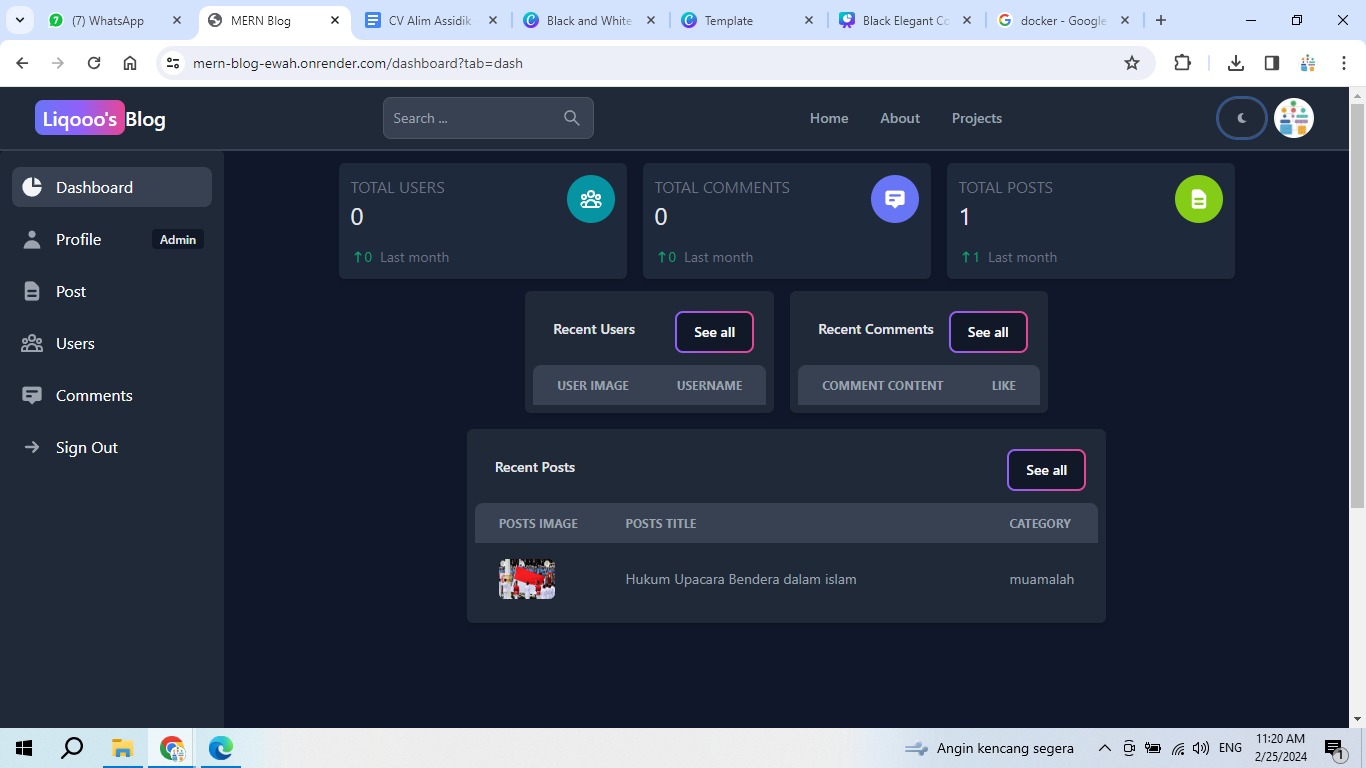 (7) WhatsApp
MERN Blog
CV Alim Assidik
Black and White
Template
Black Elegant Co
docker - Google
mern-blog-ewah.onrender.com/dashboard?tab=dash
Liqooo's Blog
Search ...
Home
About
Projects
Dashboard
Profile
Admin
Post
Users
Comments
Sign Out
TOTAL USERS
0
0 Last month
TOTAL COMMENTS
0
0 Last month
TOTAL POSTS
1
1 Last month
Recent Users
See all
USER IMAGE USERNAME
Recent Comments
See all
COMMENT CONTENT LIKE
Recent Posts
See all
POSTS IMAGE POSTS TITLE CATEGORY
Hukum Upacara Bendera dalam islam muamalah
Angin kencang segera
ENG
11:20 AM
2/25/2024
1